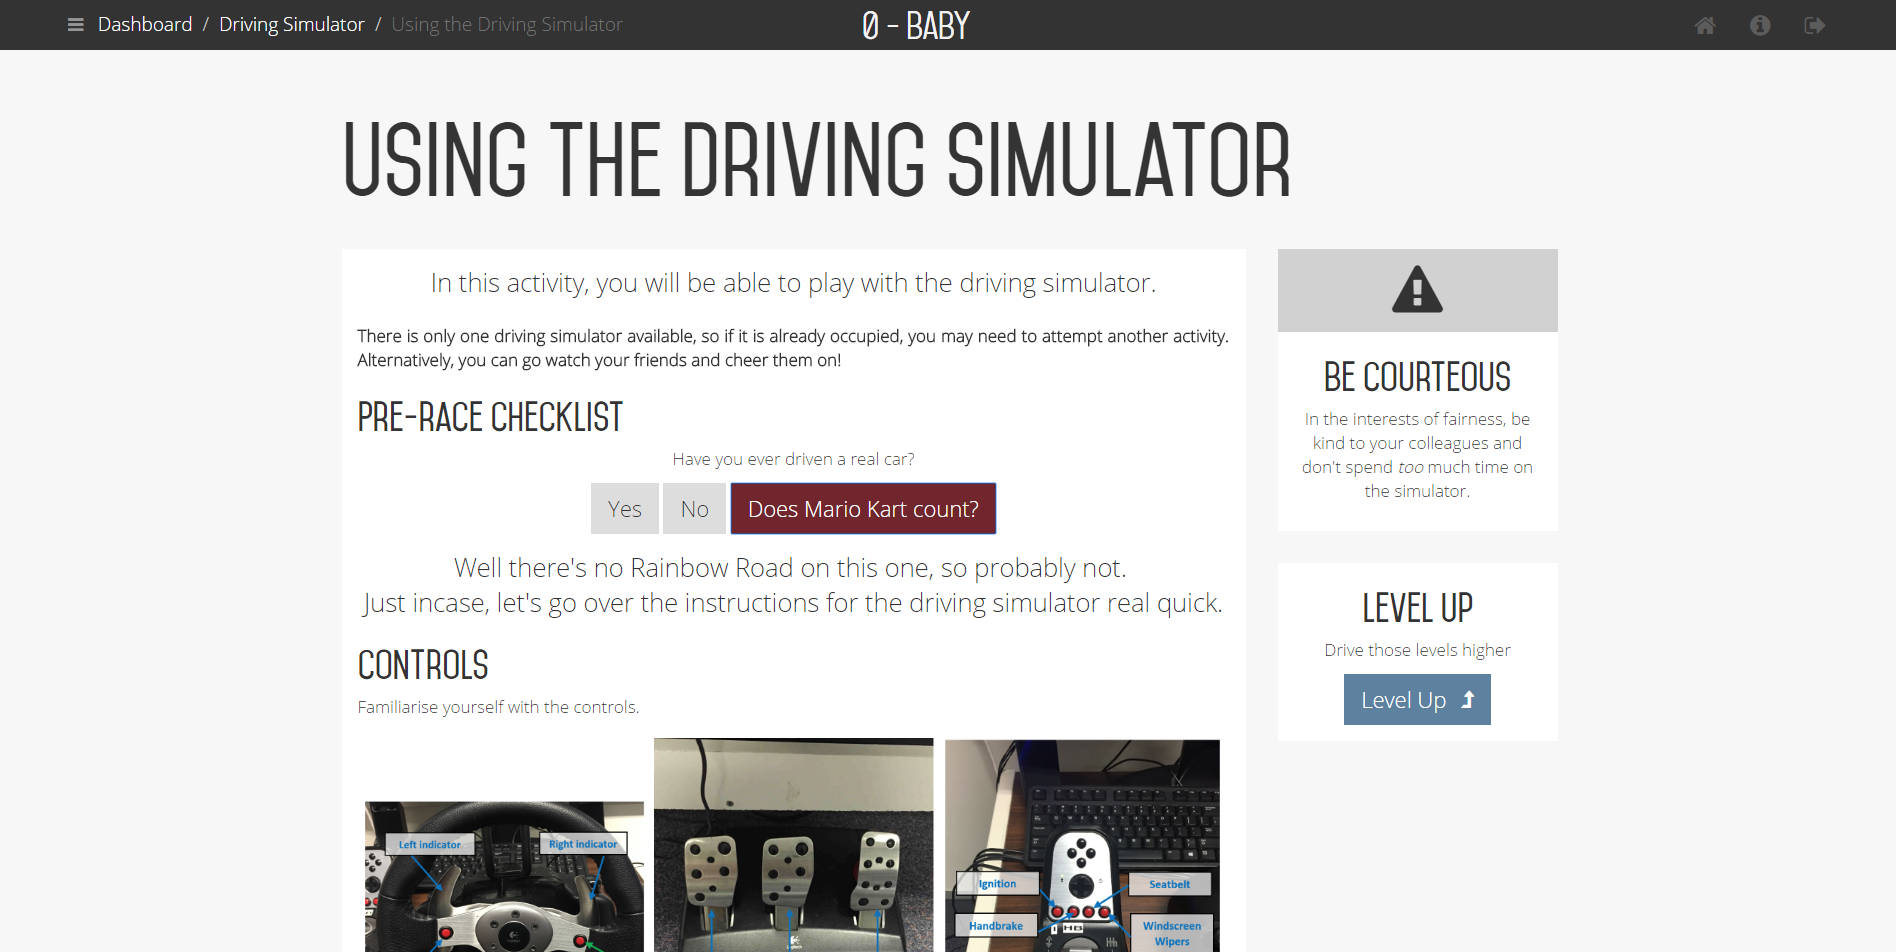 Dashboard / Driving Simulator / Using the Driving Simulator
0 - BABY
USING THE DRIVING SIMULATOR
In this activity, you will be able to play with the driving simulator.
There is only one driving simulator available, so if it is already occupied, you may need to attempt another activity.
Alternatively, you can go watch your friends and cheer them on!
PRE-RACE CHECKLIST
Have you ever driven a real car?
Yes
No
Does Mario Kart count?
Well there's no Rainbow Road on this one, so probably not.
Just incase, let's go over the instructions for the driving simulator real quick.
CONTROLS
Familiarise yourself with the controls.
Left indicator
Right indicator
Logitech
Ignition
Seatbelt
Handbrake
HB
Windscreen
Wipers
BE COURTEOUS
In the interests of fairness, be
kind to your colleagues and
don't spend too much time on
the simulator.
LEVEL UP
Drive those levels higher
Level Up